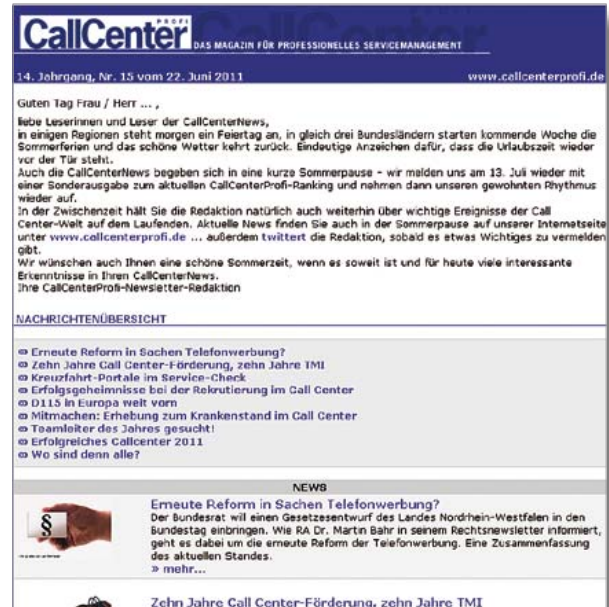 CallCenter PROFI
DAS MAGAZIN FÜR PROFESSIONELLES SERVICEMANAGEMENT
14. Jahrgang, Nr. 15 vom 22. Juni 2011 www.callcenterprofi.de
Guten Tag Frau / Herr ... ,
liebe Leserinnen und Leser der CallCenterNews,
in einigen Regionen steht morgen ein Feiertag an, in gleich drei Bundesländern starten kommende Woche die
Sommerferien und das schöne Wetter kehrt zurück. Eindeutige Anzeichen dafür, dass die Urlaubszeit wieder
vor der Tür steht.
Auch die CallCenterNews begeben sich in eine kurze Sommerpause - wir melden uns am 13. Juli wieder mit
einer Sonderausgabe zum aktuellen CallCenterProfi-Ranking und nehmen dann unseren gewohnten Rhythmus
wieder auf.
In der Zwischenzeit hält Sie die Redaktion natürlich auch weiterhin über wichtige Ereignisse der Call
Center-Welt auf dem Laufenden. Aktuelle News finden Sie auch in der Sommerpause auf unserer Internetseite
unter www.callcenterprofi.de ... außerdem twittert die Redaktion, sobald es etwas Wichtiges zu vermelden
gibt.
Wir wünschen auch Ihnen eine schöne Sommerzeit, wenn es soweit ist und für heute viele interessante
Erkenntnisse in Ihren CallCenterNews.
Ihre CallCenterProfi-Newsletter-Redaktion
NACHRICHTENÜBERSICHT
Erneute Reform in Sachen Telefonwerbung?
Zehn Jahre Call Center-Förderung, zehn Jahre TMI
Kreuzfahrt-Portale im Service-Check
Erfolgsgeheimnisse bei der Rekrutierung im Call Center
D115 in Europa weit vorn
Mitmachen: Erhebung zum Krankenstand im Call Center
Teamleiter des Jahres gesucht!
Erfolgreiches Callcenter 2011
Wo sind denn alle?
NEWS
Erneute Reform in Sachen Telefonwerbung?
Der Bundesrat will einen Gesetzesentwurf des Landes Nordrhein-Westfalen in den
Bundestag einbringen. Wie RA Dr. Martin Bahr in seinem Rechtsnewsletter informiert,
geht es dabei um die erneute Reform der Telefonwerbung. Eine Zusammenfassung
des aktuellen Standes.
» mehr...
§
Zehn Jahre Call Center-Förderung, zehn Jahre TMI